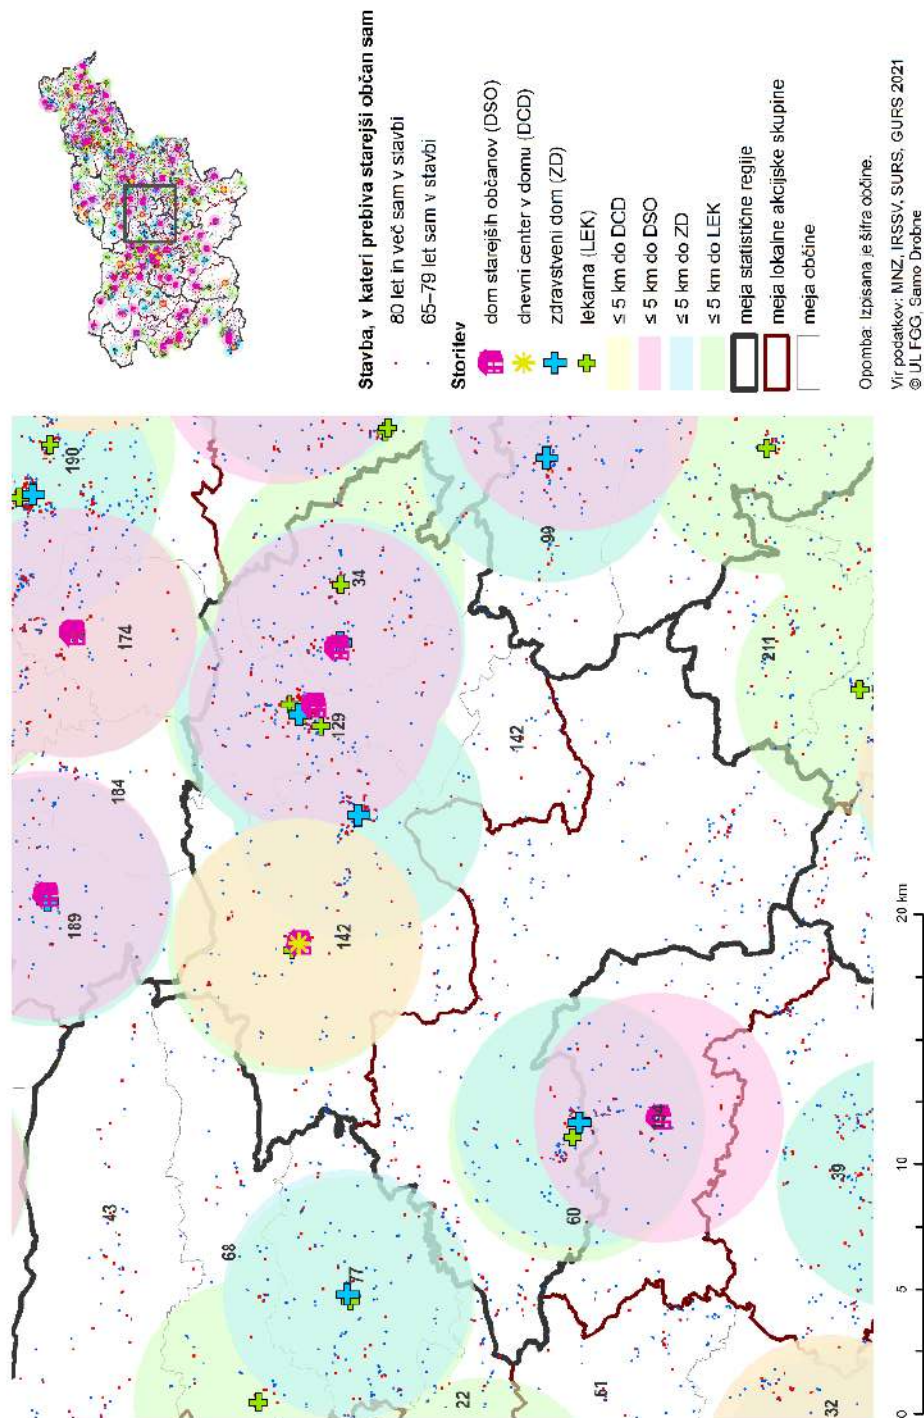 Stavba, v kateri prebiva starejši občan sam
80 let in več sam v stavbi
65–79 let sam v stavbi
Storitev
dom starejših občanov (DSO)
dnevni center v domu (DCD)
zdravstveni dom (ZD)
lekarna (LEK)
≤ 5 km do DCD
≤ 5 km do DSO
≤ 5 km do ZD
≤ 5 km do LEK
meja statistične regije
meja lokalne akcijske skupine
meja občine
Opomba: Izpisana je šifra občine.
Vir podatkov: MNZ, IRSSV, SURS, GURS 2021
© UL FGG, Samo Drobne
189
190
184
174
43
68
142
129
34
77
22
142
99
60
61
194
211
32
39
0
5
10
20 km